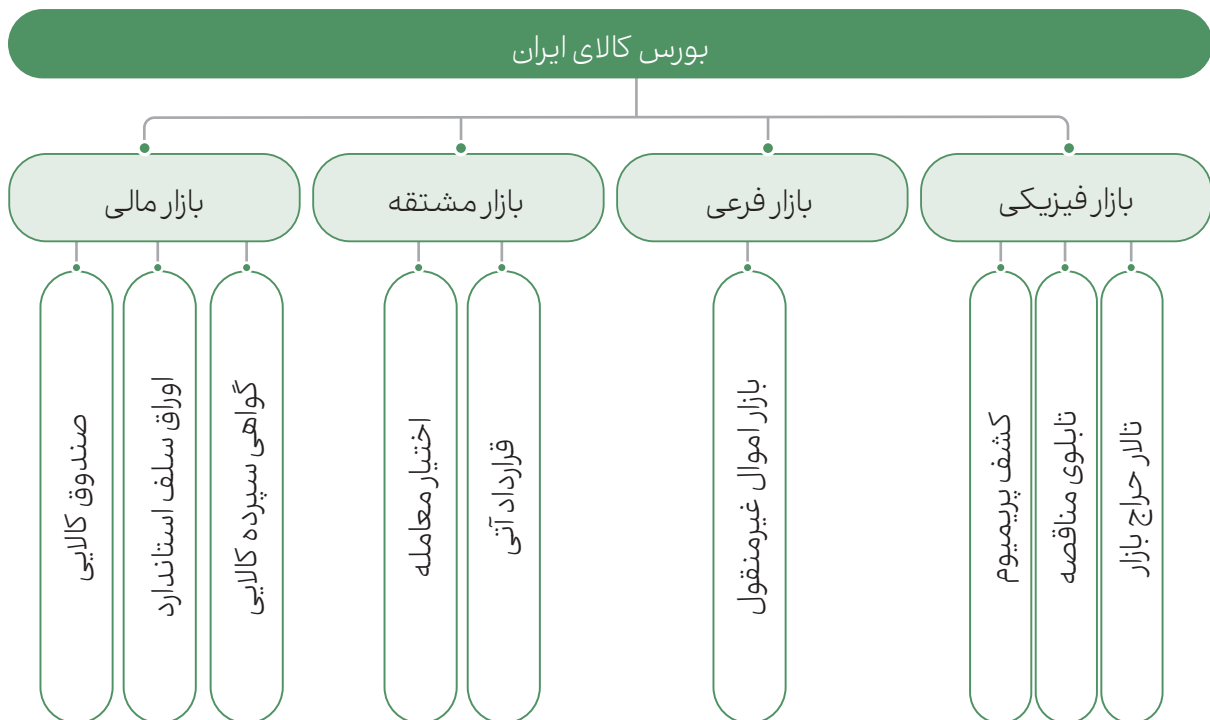 بورس کالای ایران
بازار فیزیکی
بازار فرعی
بازار مشتقه
بازار مالی
تالار حراج بازار
تابلوی مناقصه
کشف پریمیوم
بازار اموال غیرمنقول
قرارداد آتی
اختیار معامله
گواهی سپرده کالایی
اوراق سلف استاندارد
صندوق کالایی